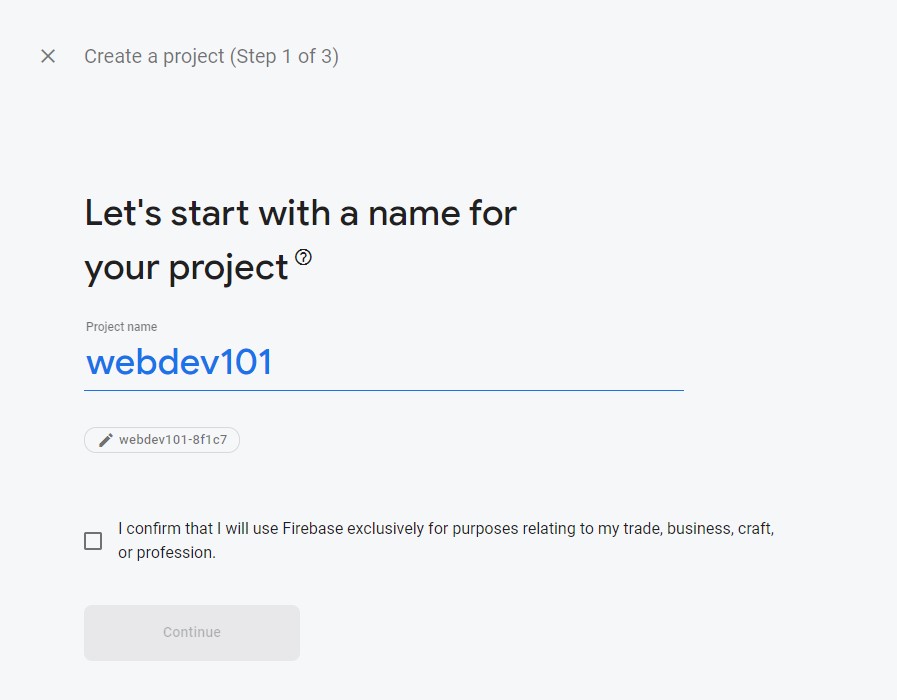 Create a project (Step 1 of 3)
Let's start with a name for
your project
Project name
webdev101
webdev101-8f1c7
I confirm that I will use Firebase exclusively for purposes relating to my trade, business, craft,
or profession.
Continue